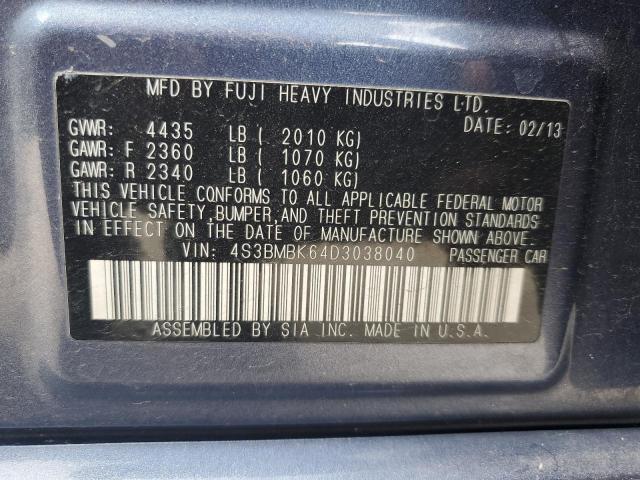 MFD BY FUJI HEAVY INDUSTRIES LTD.
GVWR: 4435 LB ( 2010 KG) DATE: 02/13
GAWR: F 2360 LB ( 1070 KG)
GAWR: R 2340 LB ( 1060 KG)
THIS VEHICLE CONFORMS TO ALL APPLICABLE FEDERAL MOTOR
VEHICLE SAFETY, BUMPER, AND THEFT PREVENTION STANDARDS
IN EFFECT ON THE DATE OF MANUFACTURE SHOWN ABOVE.
VIN: 4S3BMBK64D3038040 PASSENGER CAR
ASSEMBLED BY SIA INC. MADE IN U.S.A.